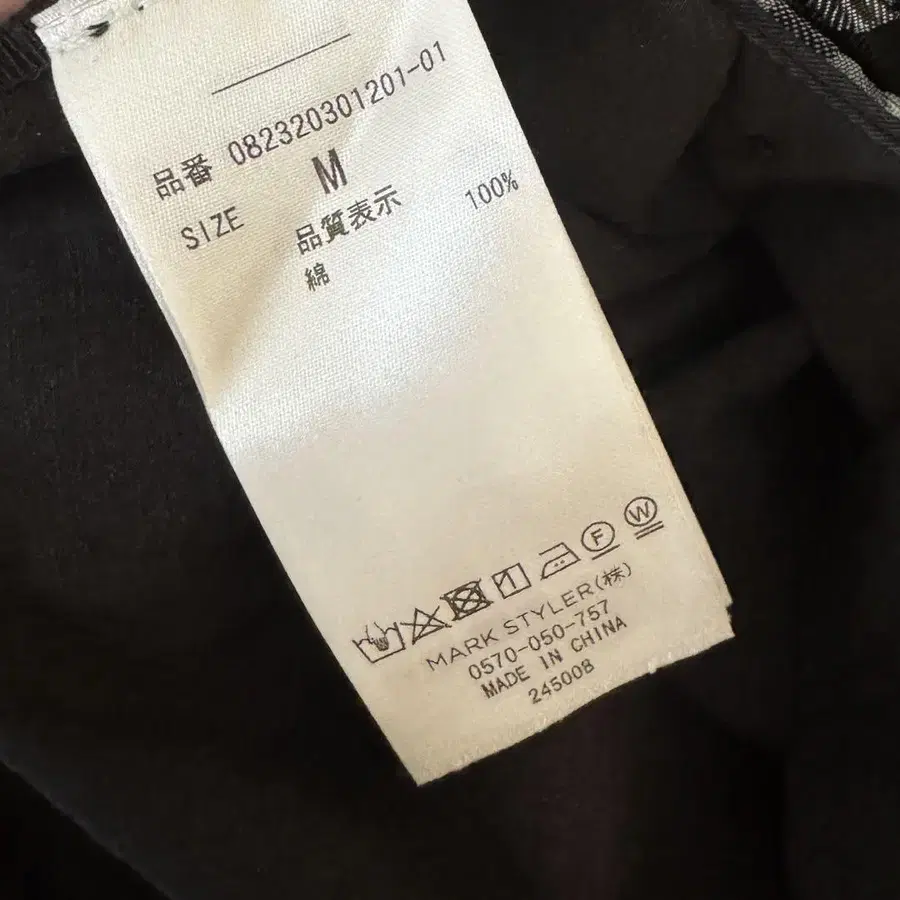 品番 082320301201-01
SIZE M
品質表示
綿 100%
F W
MARK STYLER(株)
0570-050-757
MADE IN CHINA
245008